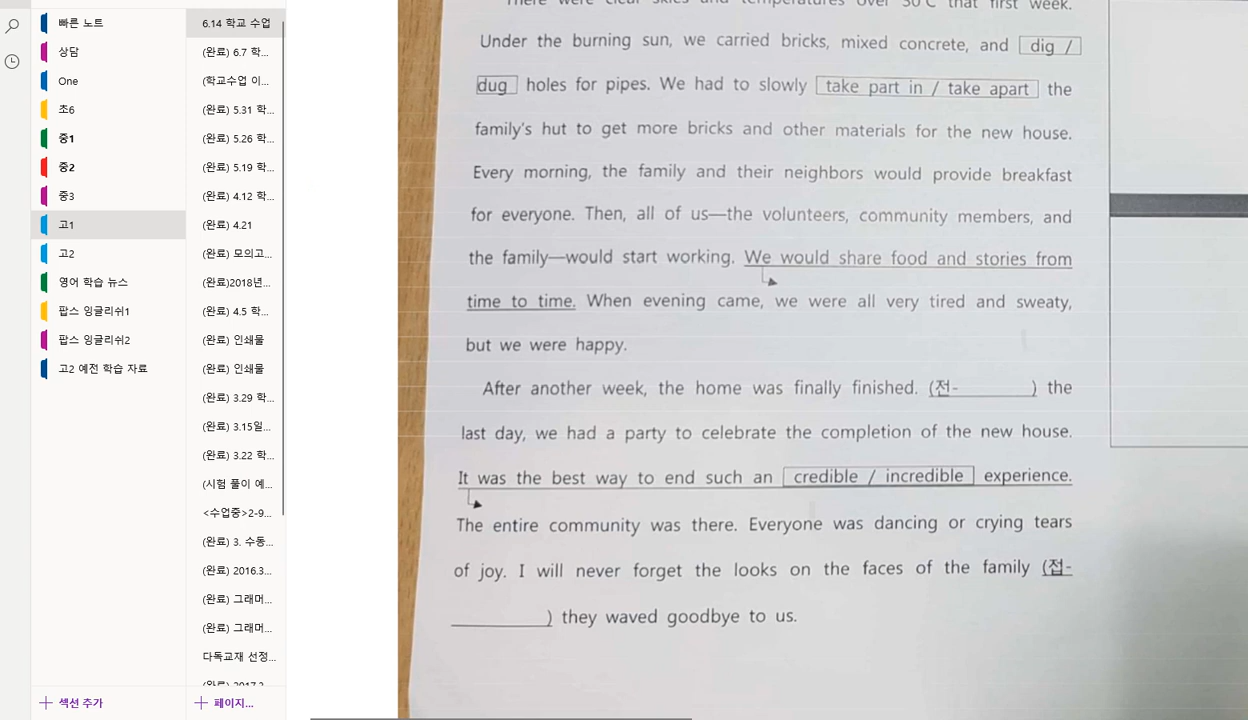 빠른 노트
상담
One
초6
중1
중2
중3
고1
고2
영어 학습 뉴스
팝스 잉글리쉬1
팝스 잉글리쉬2
고2 예전 학습 자료
섹션 추가
6.14 학교 수업
(완료) 6.7 학...
(학교수업 이...
(완료) 5.31 학...
(완료) 5.26 학...
(완료) 5.19 학...
(완료) 4.12 학...
(완료) 4.21
(완료) 모의고...
(완료)2018년...
(완료) 4.5 학...
(완료) 인쇄물
(완료) 인쇄물
(완료) 3.29 학...
(완료) 3.15일...
(완료) 3.22 학...
(시험 풀이 예...
<수업중>2-9...
(완료) 3. 수동...
(완료) 2016.3...
(완료) 그래머...
(완료) 그래머...
다독교재 선정...
(완료) 2017.3
페이지...
There were clear skies and temperatures over 30℃ that first week.
Under the burning sun, we carried bricks, mixed concrete, and dig /
dug holes for pipes. We had to slowly take part in / take apart the
family's hut to get more bricks and other materials for the new house.
Every morning, the family and their neighbors would provide breakfast
for everyone. Then, all of us—the volunteers, community members, and
the family—would start working. We would share food and stories from
time to time. When evening came, we were all very tired and sweaty,
but we were happy.
After another week, the home was finally finished. (전-________) the
last day, we had a party to celebrate the completion of the new house.
It was the best way to end such an credible / incredible experience.
The entire community was there. Everyone was dancing or crying tears
of joy. I will never forget the looks on the faces of the family (접-
________) they waved goodbye to us.